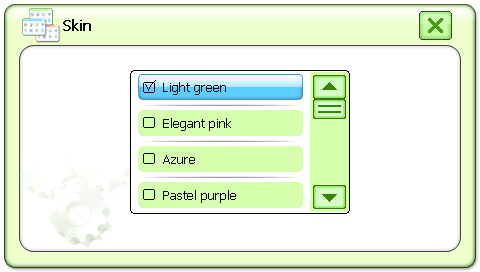 Skin
Light green
Elegant pink
Azure
Pastel purple